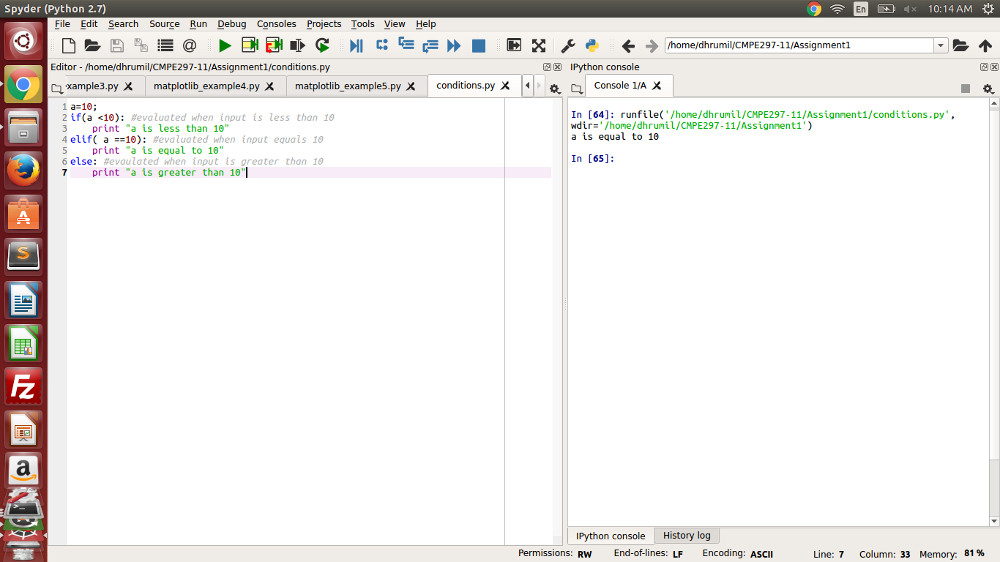 Spyder (Python 2.7)
En
10:14 AM
File Edit Search Source Run Debug Consoles Projects Tools View Help
/home/dhrumil/CMPE297-11/Assignment1
Editor - /home/dhrumil/CMPE297-11/Assignment1/conditions.py
xample3.py
matplotlib_example4.py
matplotlib_example5.py
conditions.py
1 a=10;
2 if(a <10): #evaluated when input is less than 10
3     print "a is less than 10"
4 elif( a ==10): #evaluated when input equals 10
5     print "a is equal to 10"
6 else: #evaulated when input is greater than 10
7     print "a is greater than 10"
IPython console
Console 1/A
In [64]: runfile('/home/dhrumil/CMPE297-11/Assignment1/conditions.py',
wdir='/home/dhrumil/CMPE297-11/Assignment1')
a is equal to 10
In [65]:
IPython console
History log
Permissions: RW End-of-lines: LF Encoding: ASCII Line: 7 Column: 33 Memory: 81 %